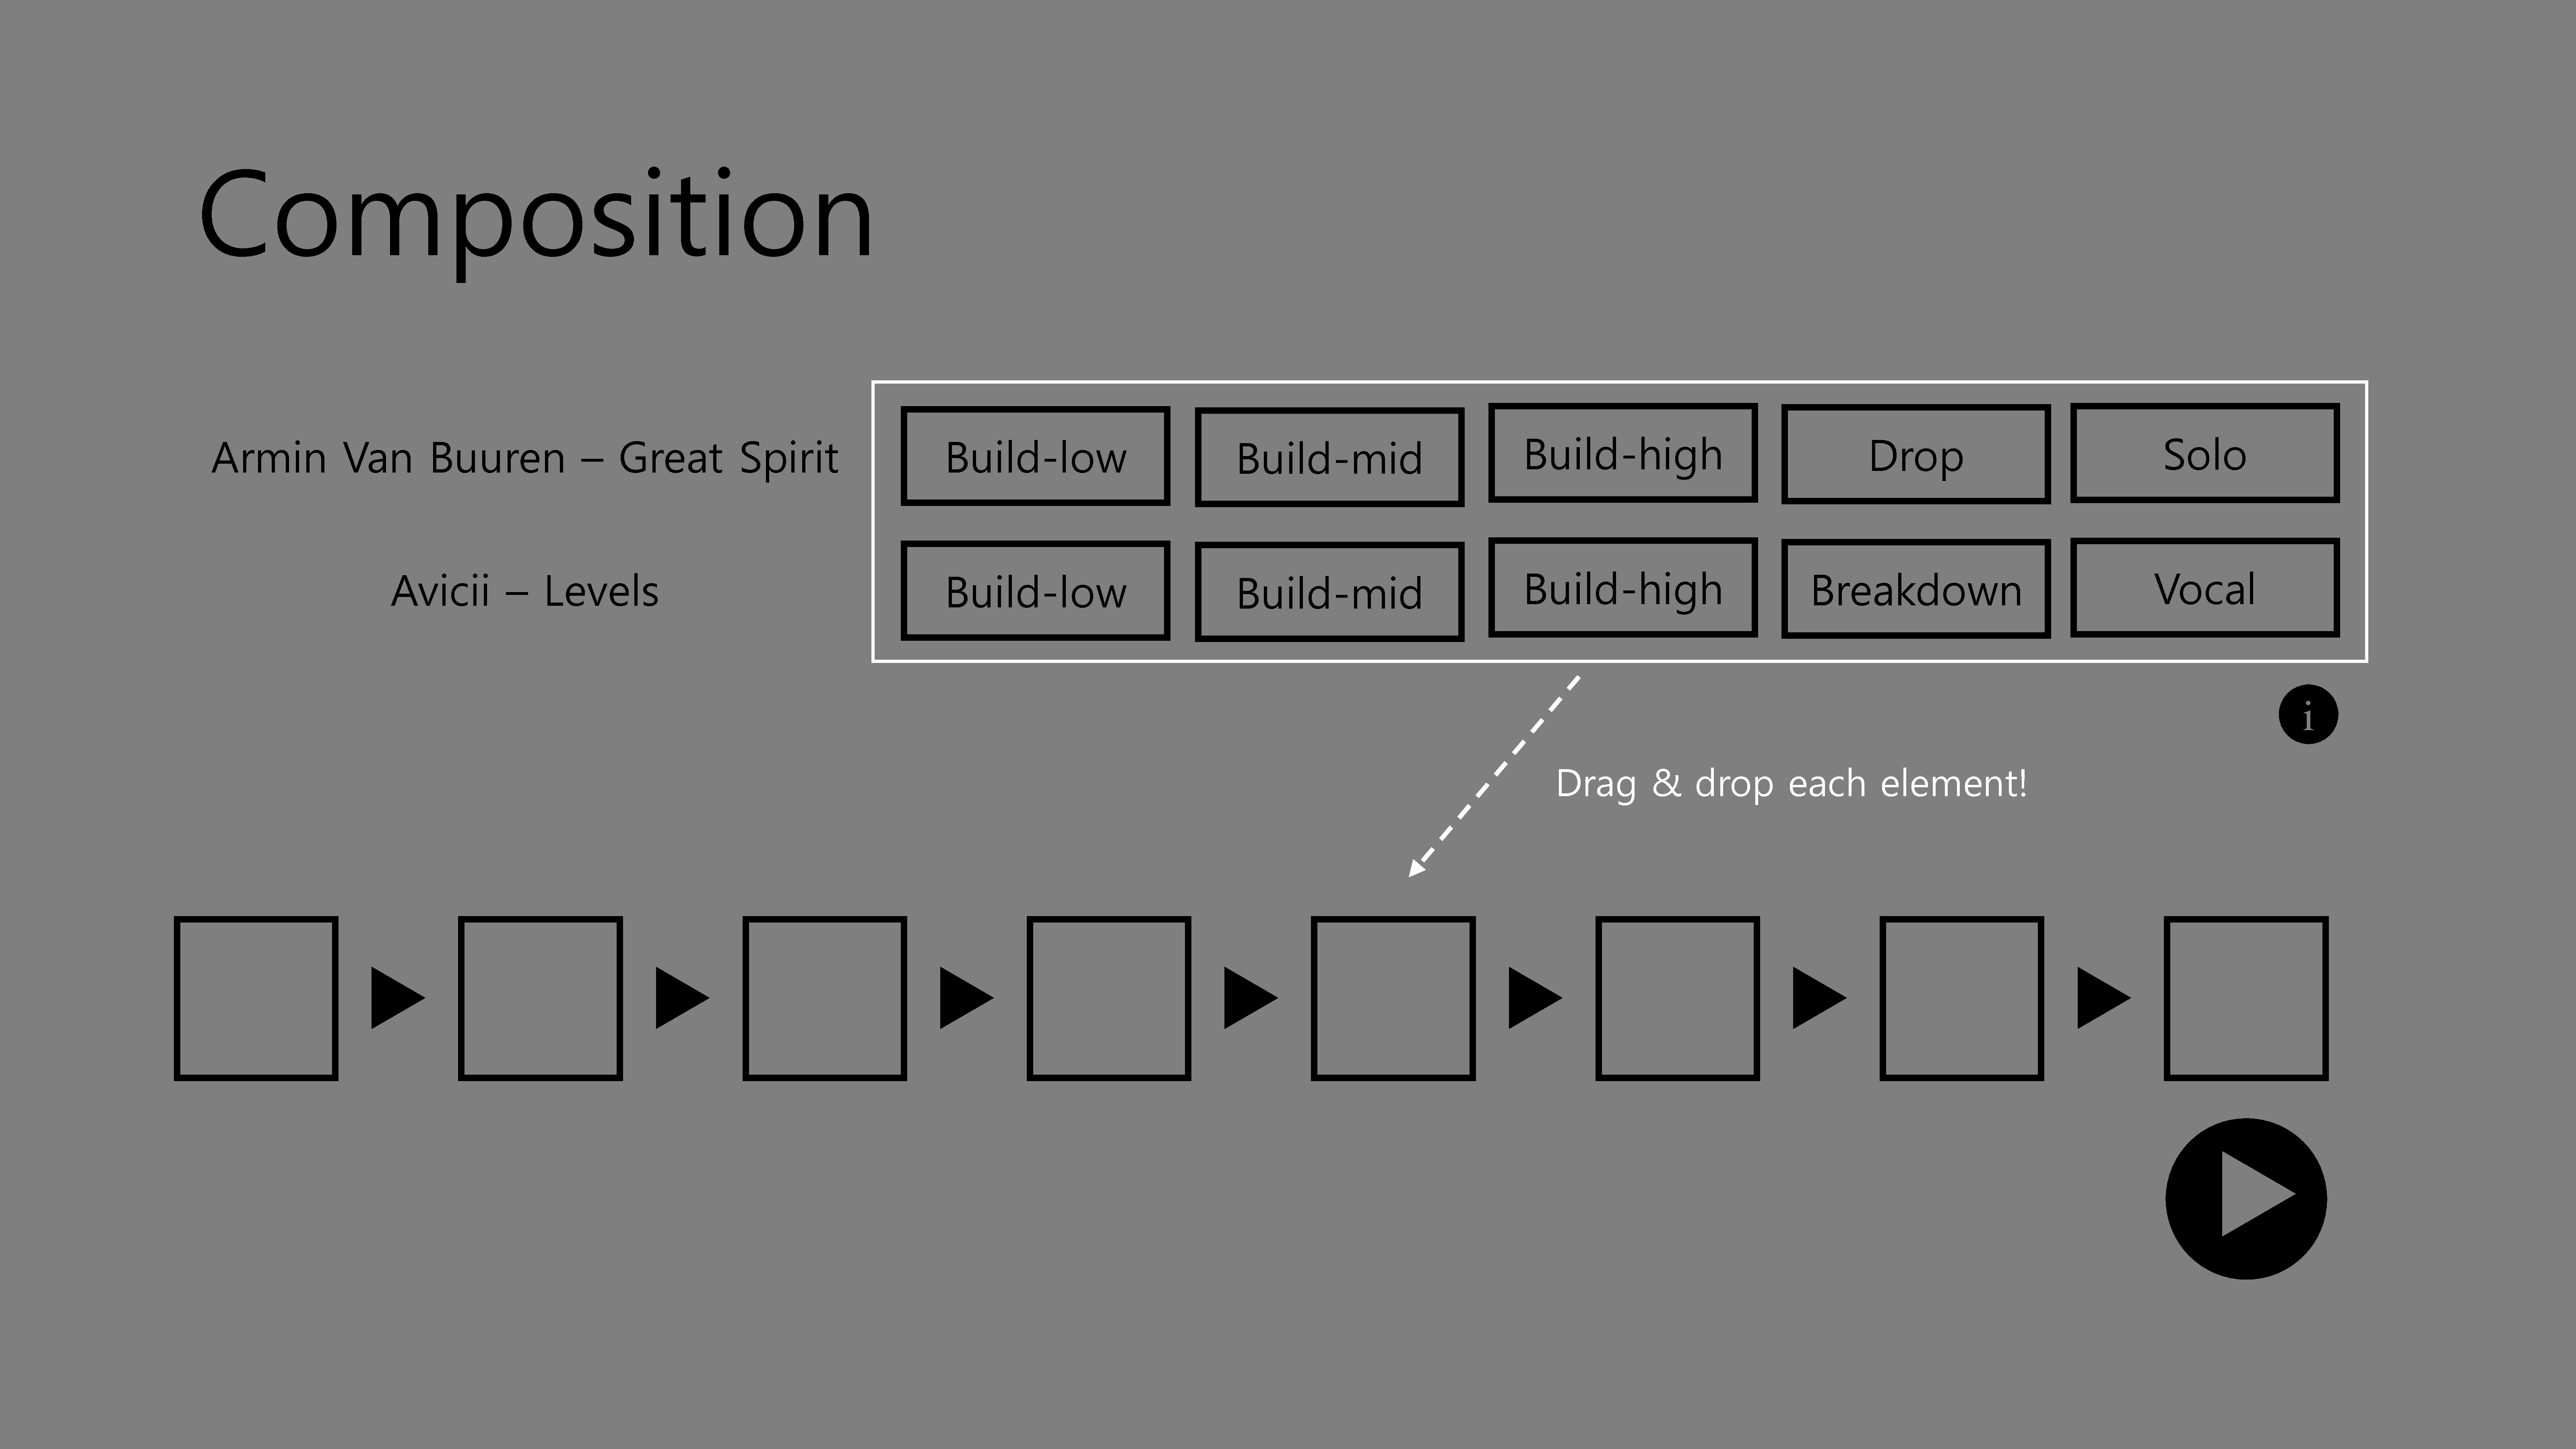 Composition
Armin Van Buuren – Great Spirit
Build-low
Build-mid
Build-high
Drop
Solo
Avicii – Levels
Build-low
Build-mid
Build-high
Breakdown
Vocal
i
Drag & drop each element!